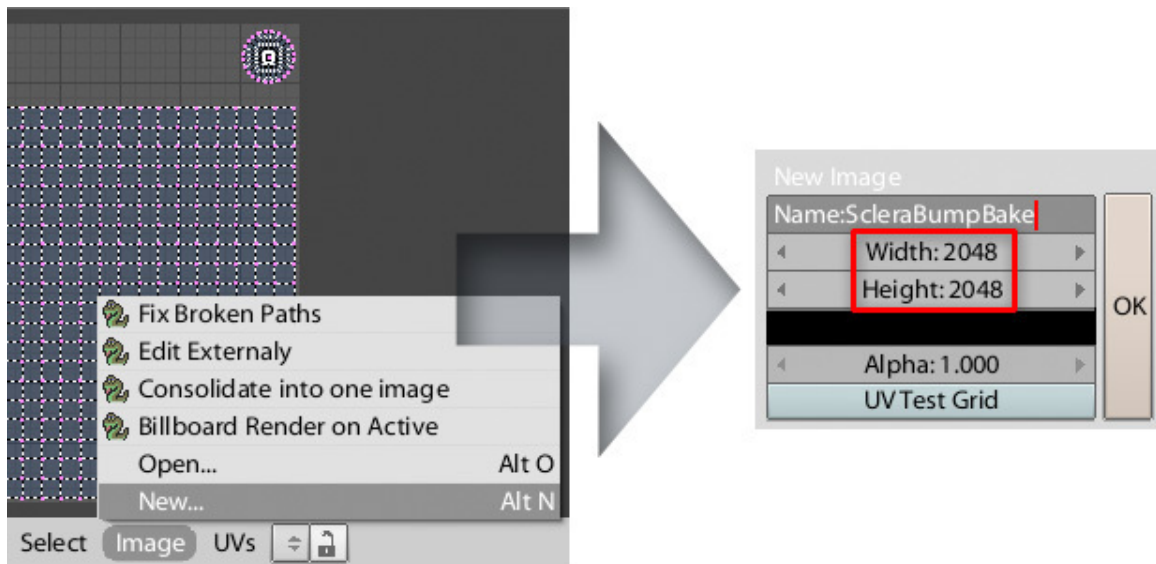 Fix Broken Paths
Edit Externaly
Consolidate into one image
Billboard Render on Active
Open... Alt O
New... Alt N
Select Image UVs
New Image
Name:ScleraBumpBake
Width: 2048
Height: 2048
Alpha: 1.000
UV Test Grid
OK